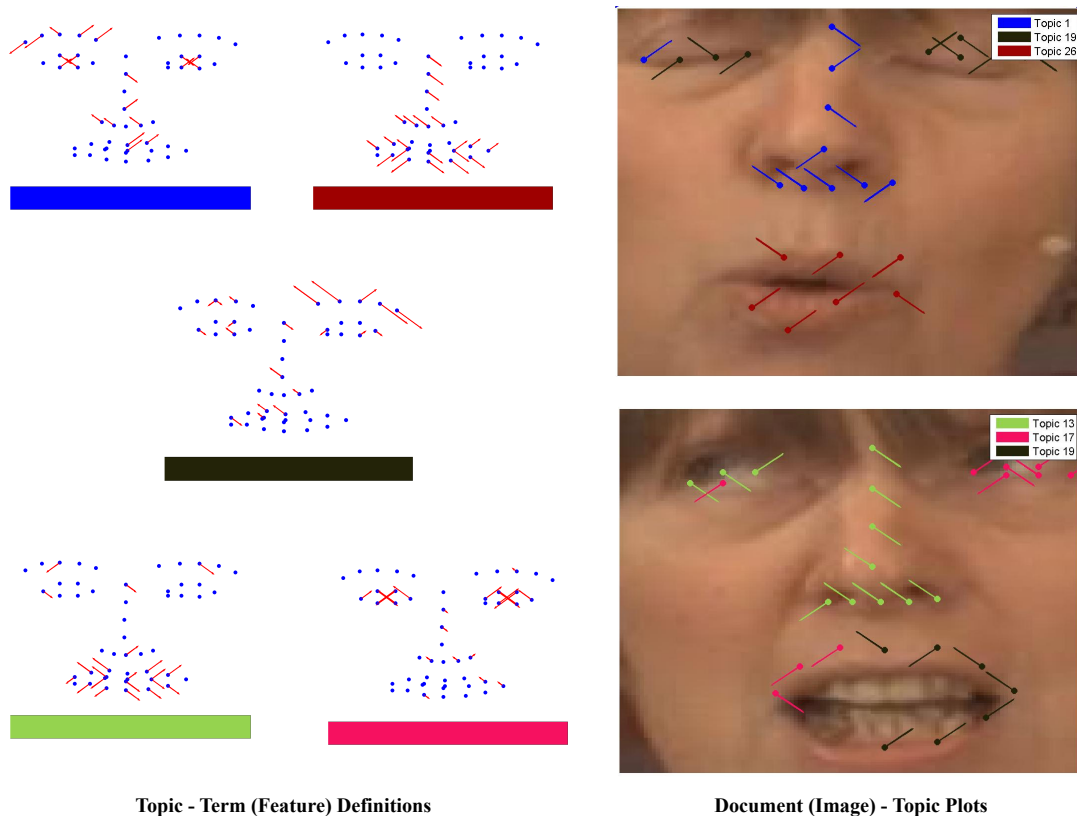 Topic 1
Topic 19
Topic 26
Topic 13
Topic 17
Topic 19
Topic - Term (Feature) Definitions
Document (Image) - Topic Plots